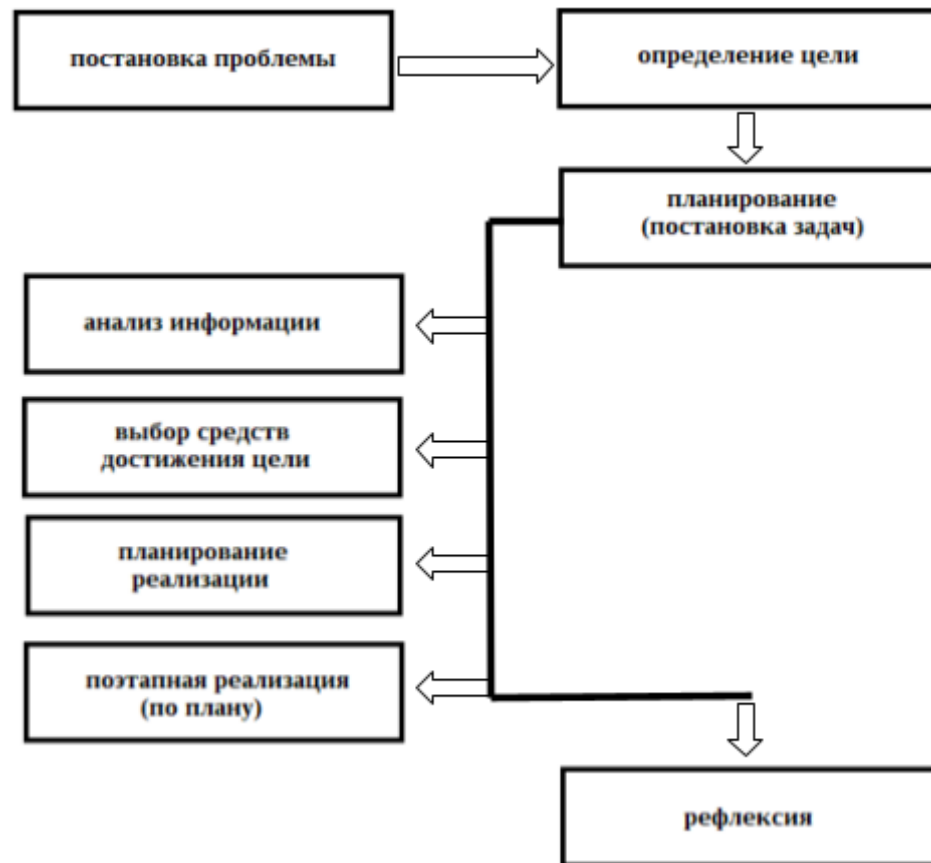 постановка проблемы
определение цели
планирование
(постановка задач)
анализ информации
выбор средств
достижения цели
планирование
реализации
поэтапная реализация
(по плану)
рефлексия